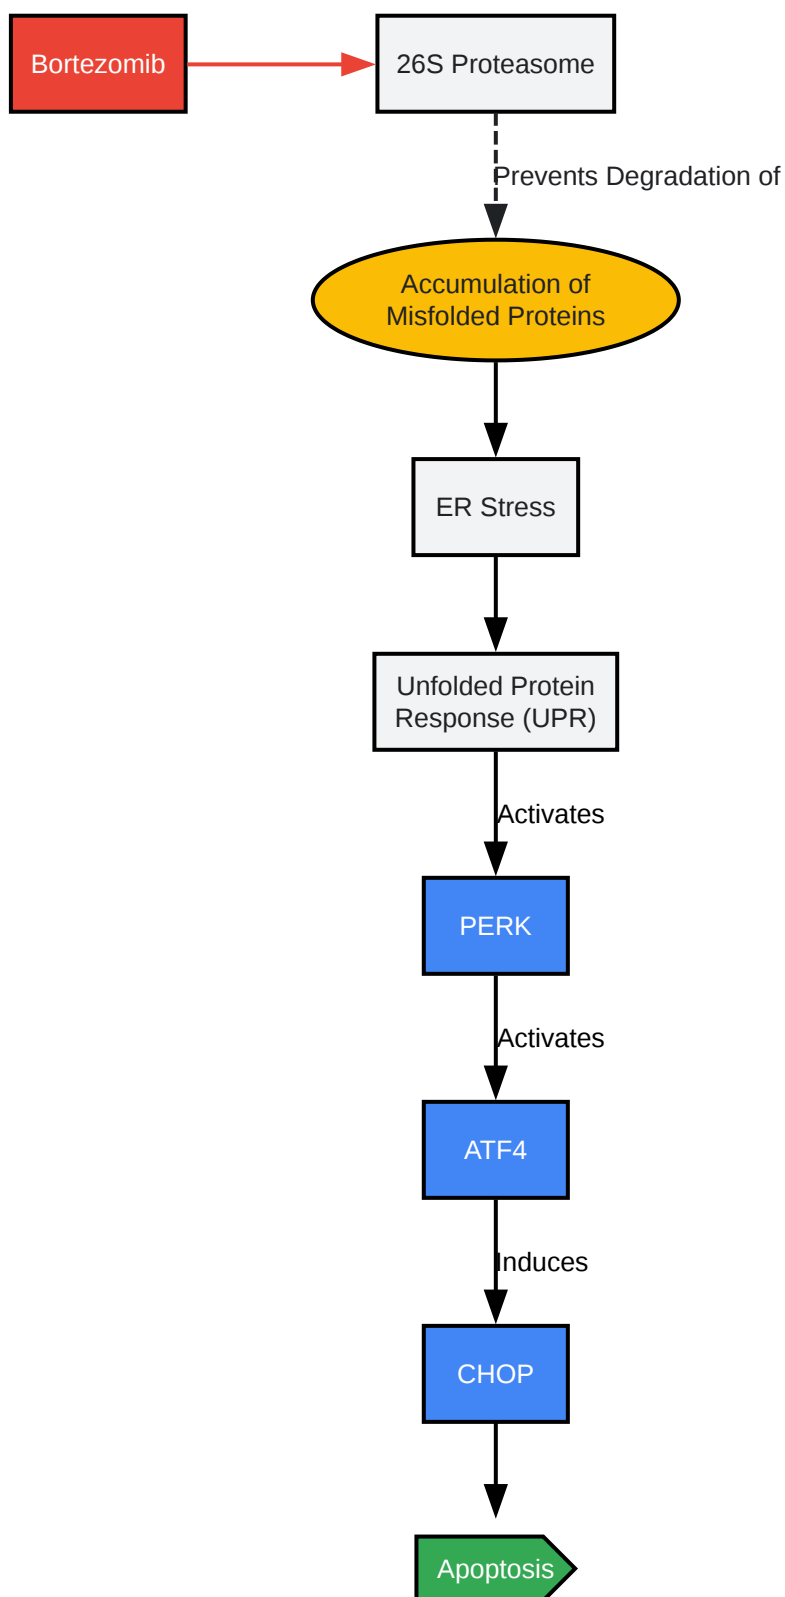 Bortezomib
26S Proteasome
Prevents Degradation of
Accumulation of
Misfolded Proteins
ER Stress
Unfolded Protein
Response (UPR)
Activates
PERK
Activates
ATF4
Induces
CHOP
Apoptosis